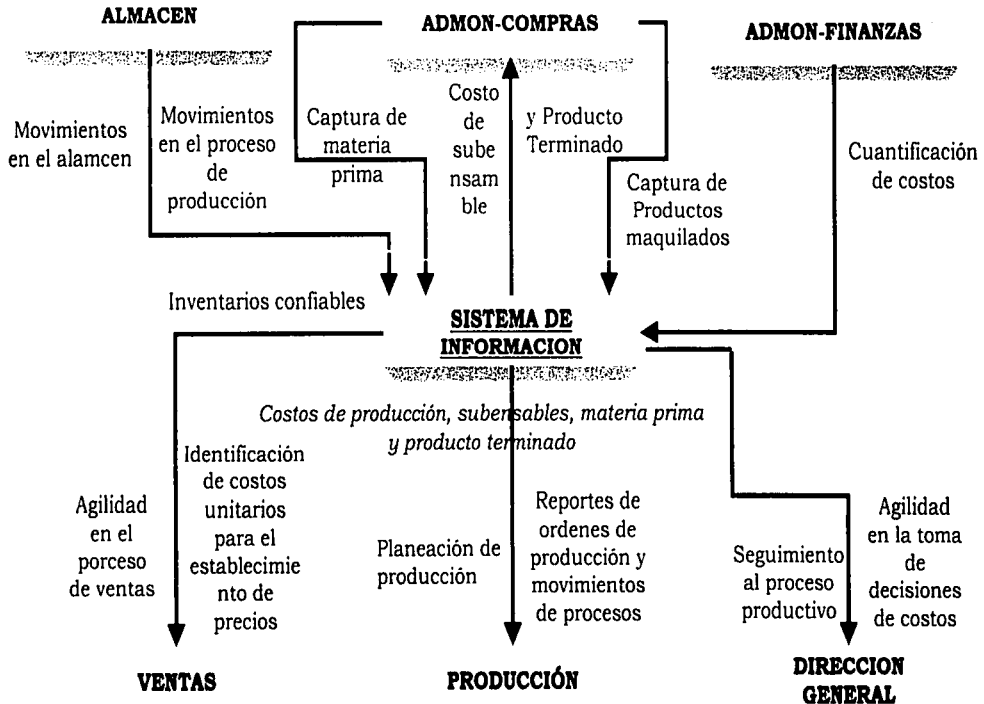 ALMACEN
ADMON-COMPRAS
ADMON-FINANZAS
Movimientos
en el alamcen
Movimientos
en el proceso
de
producción
Captura de
materia
prima
Costo
de
sube
nsam
ble
y Producto
Terminado
Captura de
Productos
maquilados
Cuantificación
de costos
Inventarios confiables
SISTEMA DE
INFORMACION
Costos de producción, subensables, materia prima
y producto terminado
Agilidad
en el
porceso
de ventas
Identificación
de costos
unitarios
para el
establecimie
nto de
precios
Planeación de
producción
Reportes de
ordenes de
producción y
movimientos
de procesos
Seguimiento
al proceso
productivo
Agilidad
en la toma
de
decisiones
de costos
VENTAS
PRODUCCIÓN
DIRECCION
GENERAL